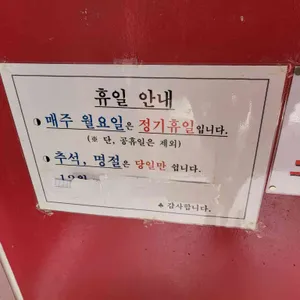 휴일 안내
◑ 매주 월요일은 정기휴일입니다.
(※ 단, 공휴일은 제외)
◑ 추석, 명절은 당일만 쉽니다.
♠ 감사합니다.